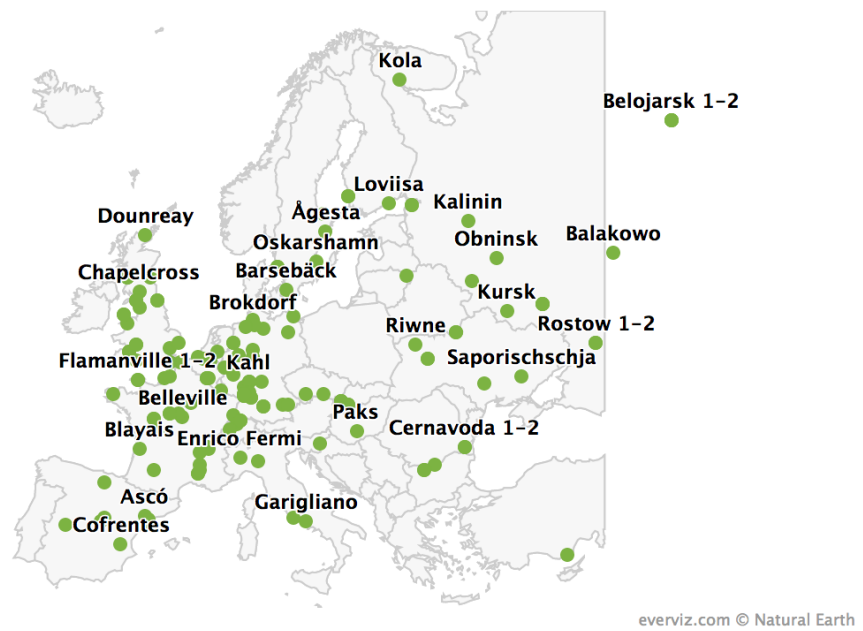 Kola
Belojarsk 1-2
Loviisa
Kalinin
Ågesta
Dounreay
Balakowo
Obninsk
Oskarshamn
Chapelcross
Barsebäck
Kursk
Brokdorf
Riwne
Rostow 1-2
Flamanville 1-2
Kahl
Saporischschja
Belleville
Paks
Blayais
Enrico Fermi
Cernavoda 1-2
Ascó
Garigliano
Cofrentes
everviz.com © Natural Earth